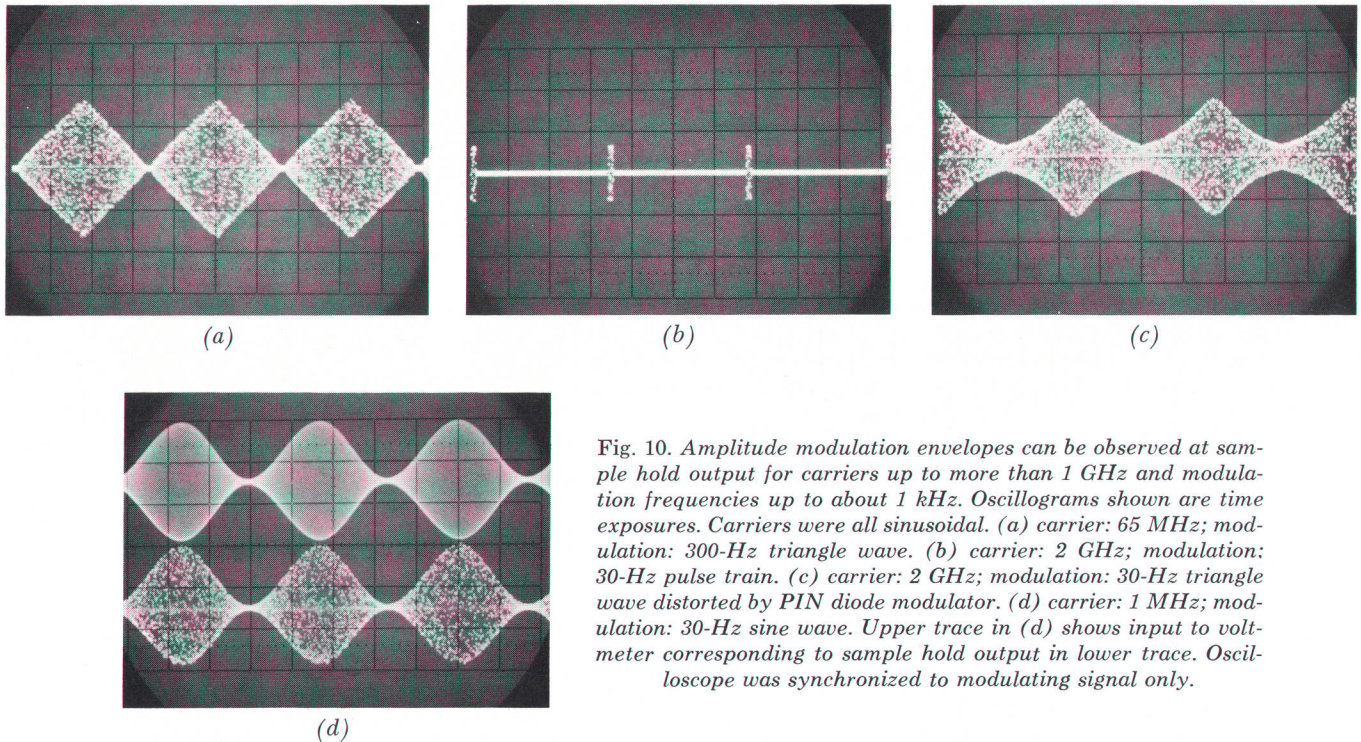 (a)
(b)
(c)
(d)
Fig. 10. Amplitude modulation envelopes can be observed at sam-
ple hold output for carriers up to more than 1 GHz and modula-
tion frequencies up to about 1 kHz. Oscillograms shown are time
exposures. Carriers were all sinusoidal. (a) carrier: 65 MHz; mod-
ulation: 300-Hz triangle wave. (b) carrier: 2 GHz; modulation:
30-Hz pulse train. (c) carrier: 2 GHz; modulation: 30-Hz triangle
wave distorted by PIN diode modulator. (d) carrier: 1 MHz; mod-
ulation: 30-Hz sine wave. Upper trace in (d) shows input to volt-
meter corresponding to sample hold output in lower trace. Oscil-
loscope was synchronized to modulating signal only.